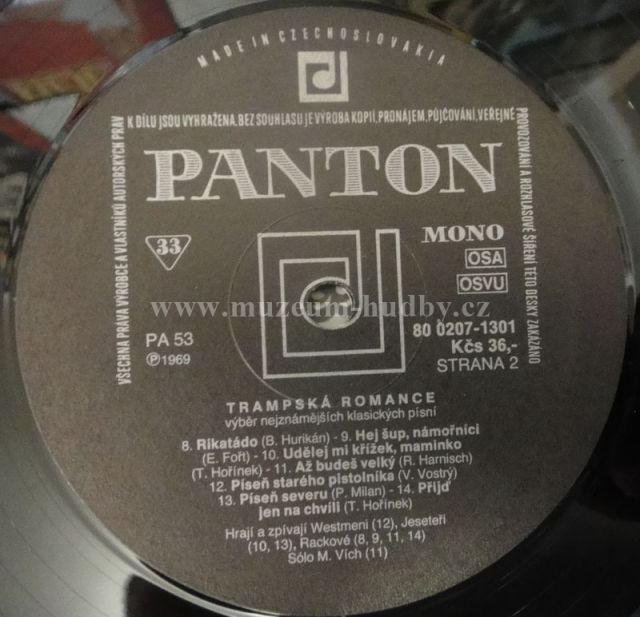 MADE IN CZECHOSLOVAKIA
VŠECHNA PRÁVA VÝROBCE A VLASTNÍKŮ AUTORSKÝCH PRÁV
K DÍLU JSOU VYHRAŽENA. BEZ SOUHLASU JE VÝROBA KOPIÍ, PRONÁJEM, PŮJČOVÁNÍ, VEŘEJNÉ
PROVOZOVÁNÍ A ROZHLASOVÉ ŠÍŘENÍ TÉTO DESKY ZAKÁZÁNO
PANTON
33
MONO
OSA
OSVU
www.muzeum-hudby.cz
PA 53
℗1969
80 0207-1301
Kčs 36,-
STRANA 2
TRAMPSKÁ ROMANCE
výběr nejznámějších klasických písní
8. Rikatádo (B. Hurikán) - 9. Hej šup, námořníci
(E. Fořt) - 10. Udělej mi křížek, maminko
(T. Hořínek) - 11. Až budeš velký (R. Harnisch)
12. Píseň starého pistolníka (V. Vostrý)
13. Píseň severu (P. Milan) - 14. Přijď
jen na chvíli (T. Hořínek)
Hrají a zpívají Westmeni (12), Jeseteři
(10, 13), Rackové (8, 9, 11, 14)
Sólo M. Vích (11)